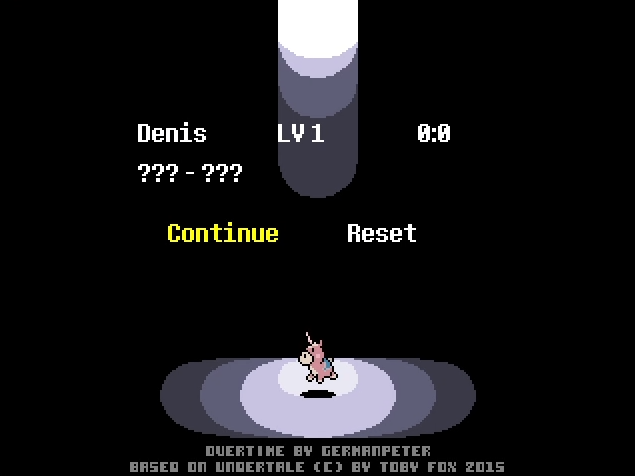 Denis LV 1 0:0
??? - ???
Continue Reset
OVERTIME BY GERMANPETER
BASED ON UNDERTALE (C) BY TOBY FOX 2015